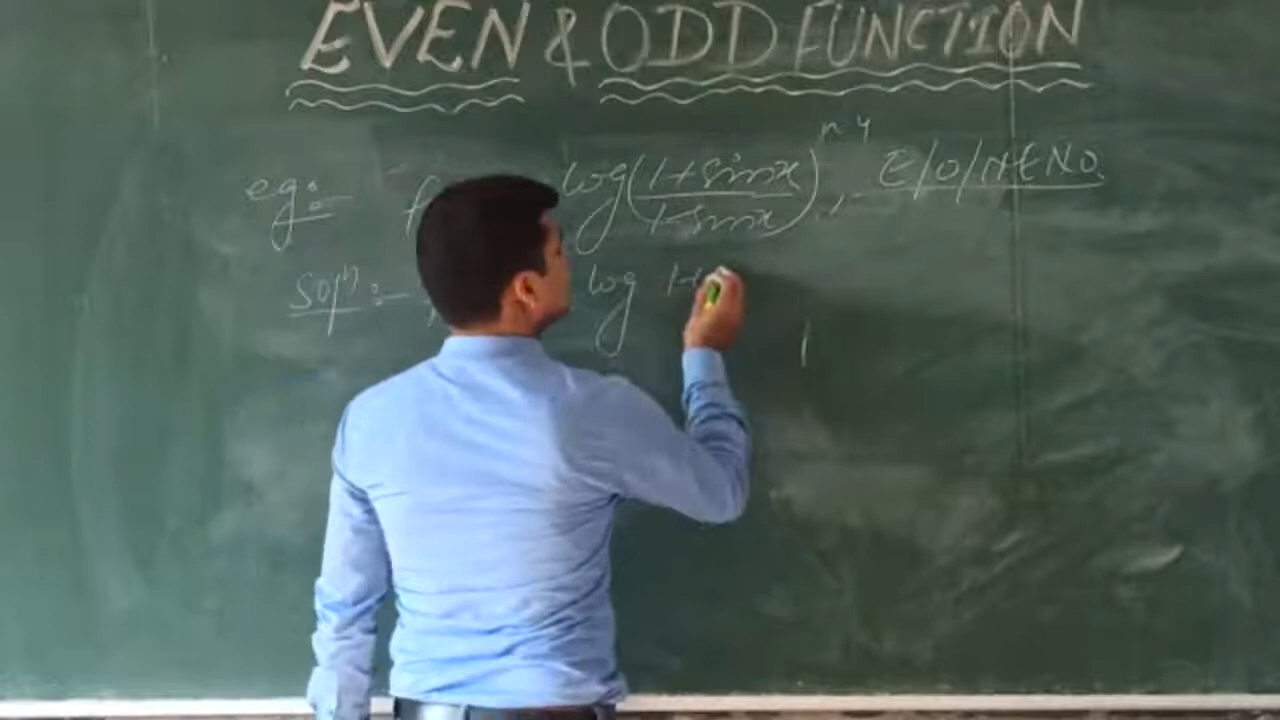 EVEN & ODD FUNCTION
eg:- f log(1+sinx/1-sinx), E/O/NENO.
Solⁿ:- log 1+